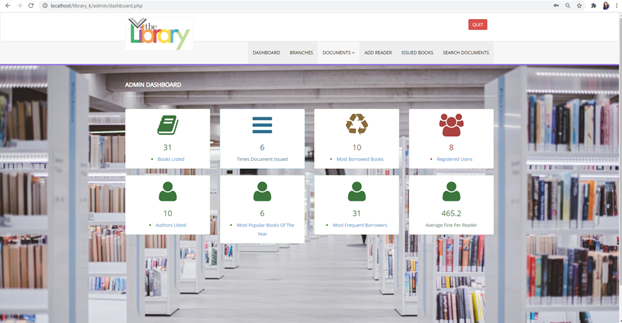 localhost/library_k/admin/dashboard.php
the
Library
QUIT
DASHBOARD BRANCHES DOCUMENTS ADD READER ISSUED BOOKS SEARCH DOCUMENTS
ADMIN DASHBOARD
31 6 10 8
Books Listed Times Document Issued Most Borrowed Books Registered Users
10 6 31 465.2
Authors Listed Most Popular Books Of The Year Most Frequent Borrowers Average Fine Per Reader